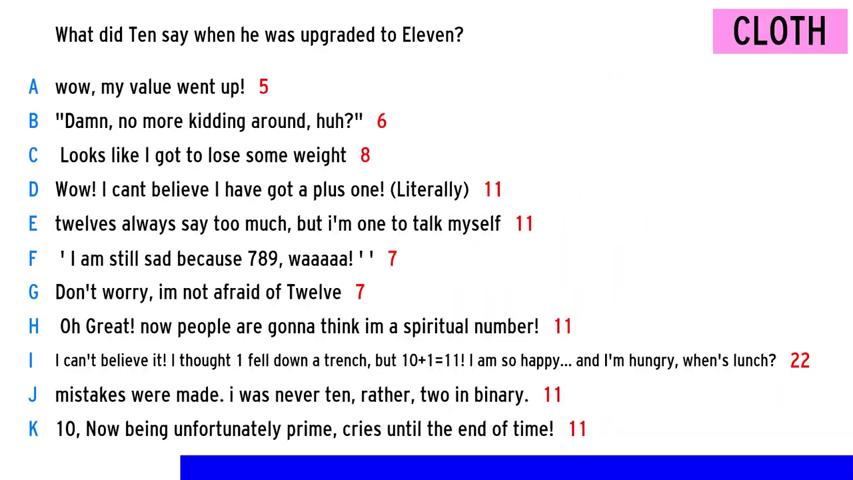 What did Ten say when he was upgraded to Eleven?
CLOTH
A wow, my value went up! 5
B "Damn, no more kidding around, huh?" 6
C Looks like I got to lose some weight 8
D Wow! I cant believe I have got a plus one! (Literally) 11
E twelves always say too much, but i'm one to talk myself 11
F ' I am still sad because 789, waaaaa! ' ' 7
G Don't worry, im not afraid of Twelve 7
H Oh Great! now people are gonna think im a spiritual number! 11
I I can't believe it! I thought 1 fell down a trench, but 10+1=11! I am so happy... and I'm hungry, when's lunch? 22
J mistakes were made. i was never ten, rather, two in binary. 11
K 10, Now being unfortunately prime, cries until the end of time! 11